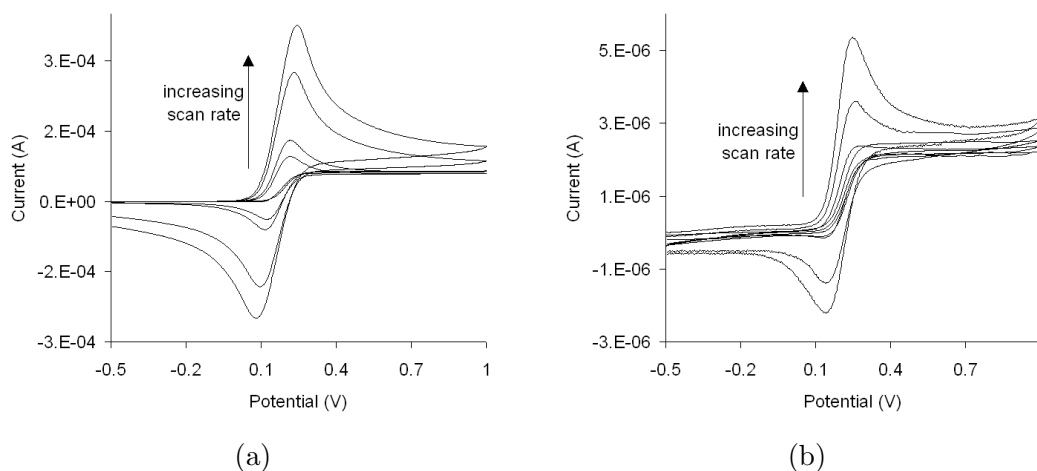 3.E-04
2.E-04
0.E+00
-2.E-04
-3.E-04
Current (A)
increasing
scan rate
-0.5
-0.2
0.1
0.4
0.7
1
Potential (V)
(a)
5.E-06
3.E-06
1.E-06
-1.E-06
-3.E-06
Current (A)
increasing
scan rate
-0.5
-0.2
0.1
0.4
0.7
Potential (V)
(b)